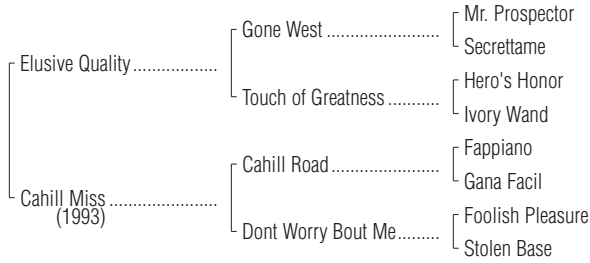 Mr. Prospector
Gone West
Secrettame
Elusive Quality
Hero's Honor
Touch of Greatness
Ivory Wand
Fappiano
Cahill Road
Gana Facil
Cahill Miss
(1993)
Foolish Pleasure
Dont Worry Bout Me
Stolen Base